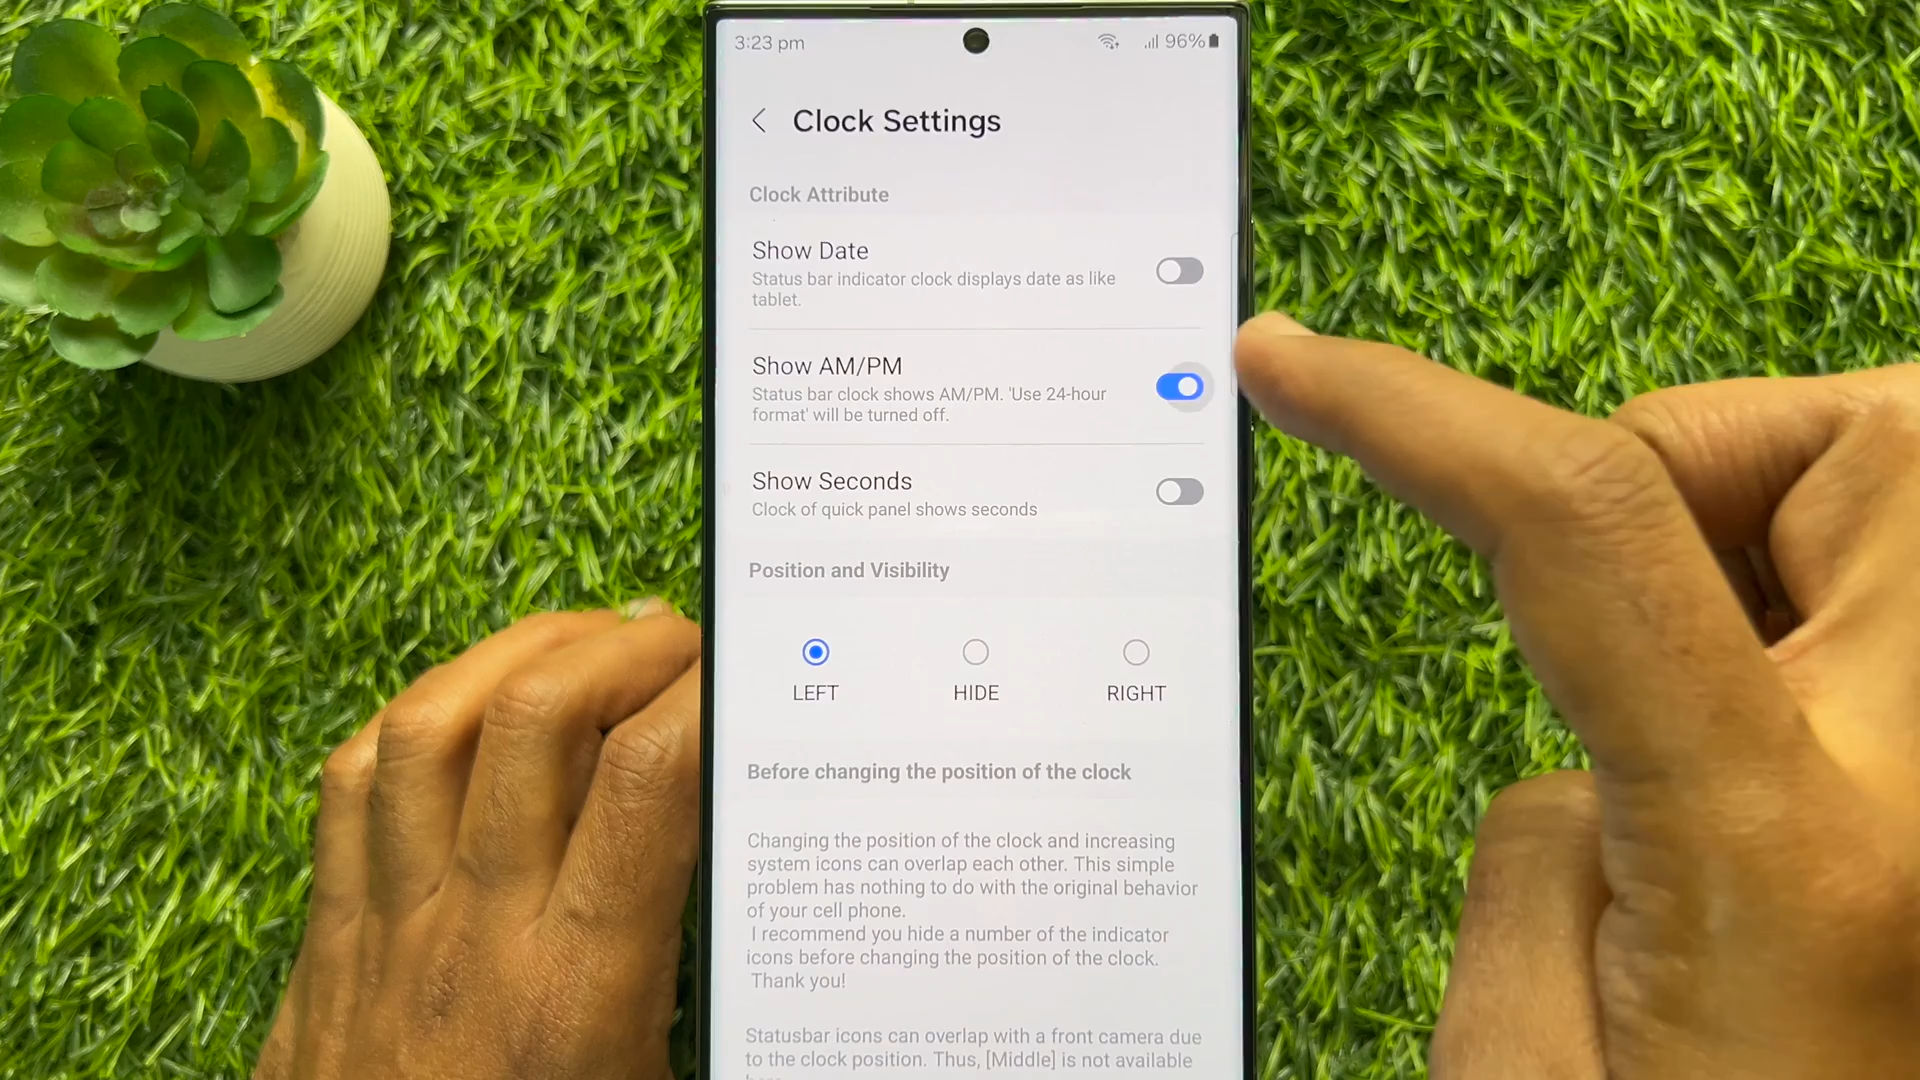 3:23 pm
96%
Clock Settings
Clock Attribute
Show Date
Status bar indicator clock displays date as like
tablet.
Show AM/PM
Status bar clock shows AM/PM. 'Use 24-hour
format' will be turned off.
Show Seconds
Clock of quick panel shows seconds
Position and Visibility
LEFT
HIDE
RIGHT
Before changing the position of the clock
Changing the position of the clock and increasing
system icons can overlap each other. This simple
problem has nothing to do with the original behavior
of your cell phone.
I recommend you hide a number of the indicator
icons before changing the position of the clock.
Thank you!
Statusbar icons can overlap with a front camera due
to the clock position. Thus, [Middle] is not available